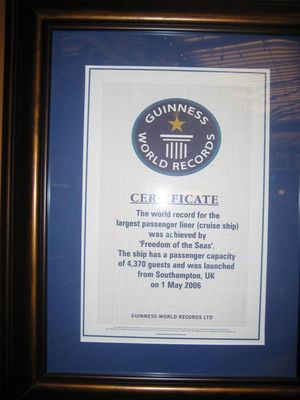 GUINNESS
WORLD RECORDS
CERTIFICATE
The world record for the
largest passenger liner (cruise ship)
was achieved by
'Freedom of the Seas'.
The ship has a passenger capacity
of 4,370 guests and was launched
from Southampton, UK
on 1 May 2006
GUINNESS WORLD RECORDS LTD